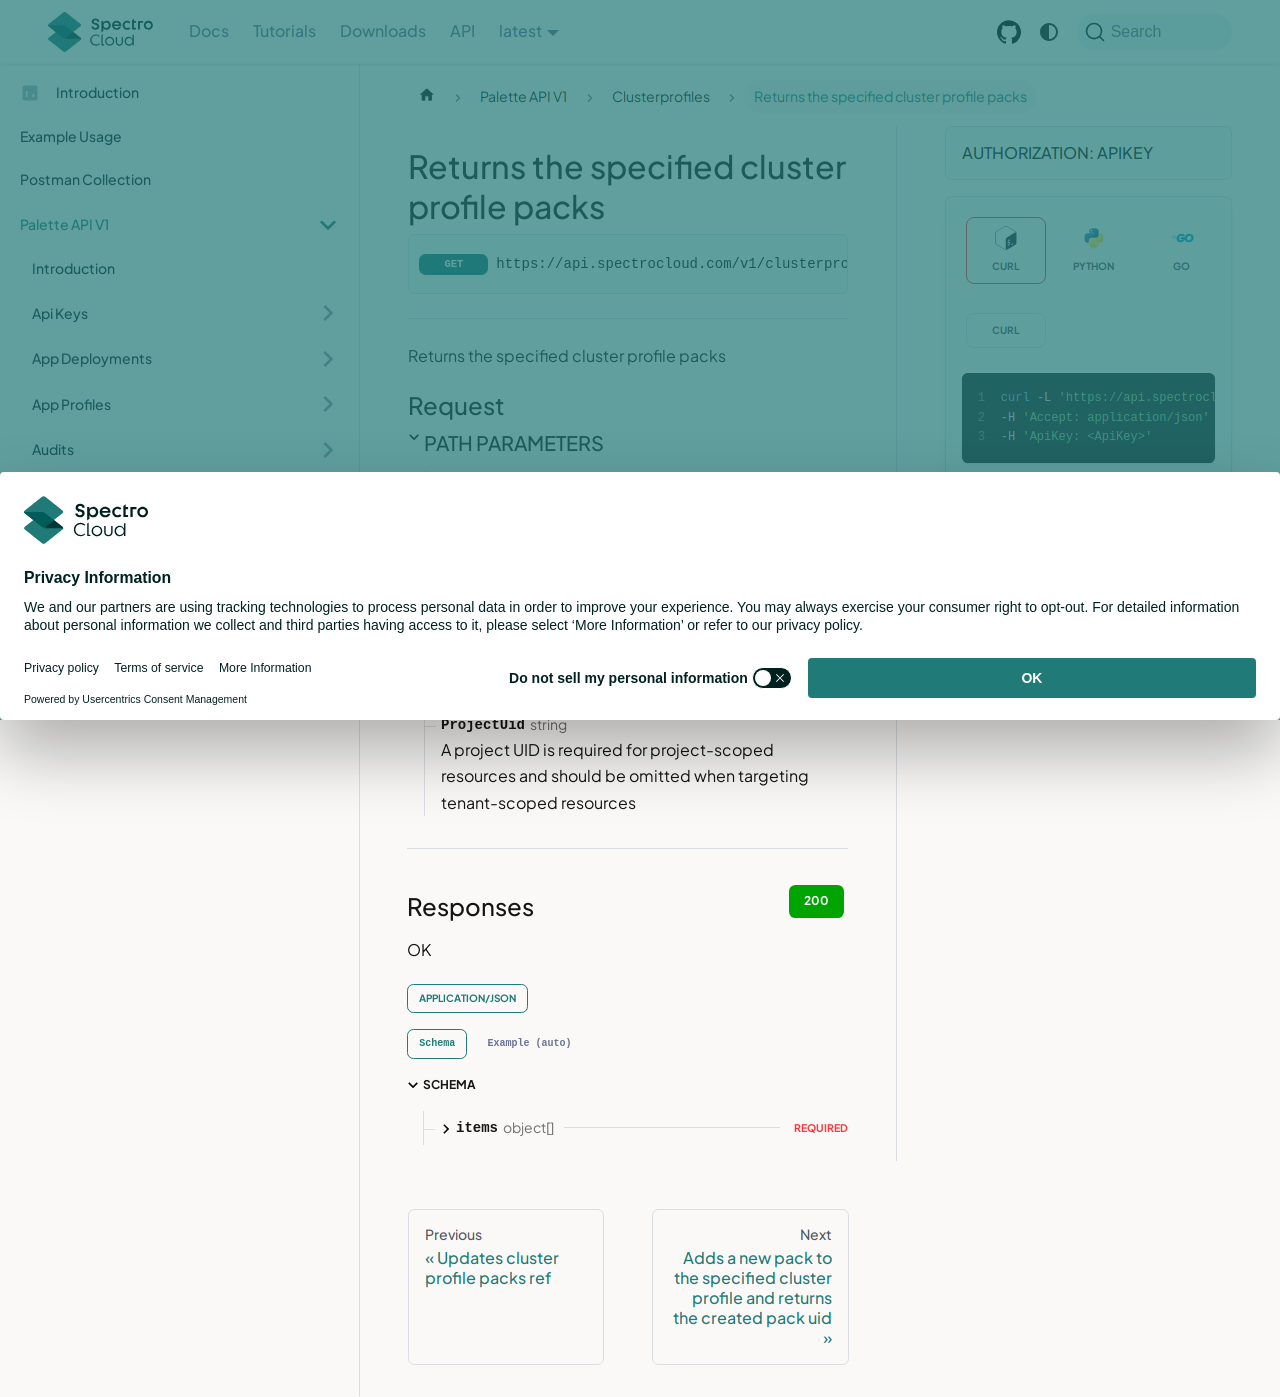 Spectro Cloud
Docs Tutorials Downloads API latest
Search
Introduction
Example Usage
Postman Collection
Palette API V1
Introduction
Api Keys
App Deployments
App Profiles
Audits
Palette API V1 Clusterprofiles Returns the specified cluster profile packs
Returns the specified cluster
profile packs
GET https://api.spectrocloud.com/v1/clusterpro
Returns the specified cluster profile packs
Request
PATH PARAMETERS
AUTHORIZATION: APIKEY
CURL PYTHON GO
CURL
1 curl -L 'https://api.spectrocl
2 -H 'Accept: application/json'
3 -H 'ApiKey: <ApiKey>'
Spectro
Cloud
Privacy Information
We and our partners are using tracking technologies to process personal data in order to improve your experience. You may always exercise your consumer right to opt-out. For detailed information
about personal information we collect and third parties having access to it, please select ‘More Information’ or refer to our privacy policy.
Privacy policy Terms of service More Information
Powered by Usercentrics Consent Management
Do not sell my personal information
OK
ProjectUid string
A project UID is required for project-scoped
resources and should be omitted when targeting
tenant-scoped resources
Responses
200
OK
APPLICATION/JSON
Schema Example (auto)
SCHEMA
items object[] REQUIRED
Previous
« Updates cluster
profile packs ref
Next
Adds a new pack to
the specified cluster
profile and returns
the created pack uid
»